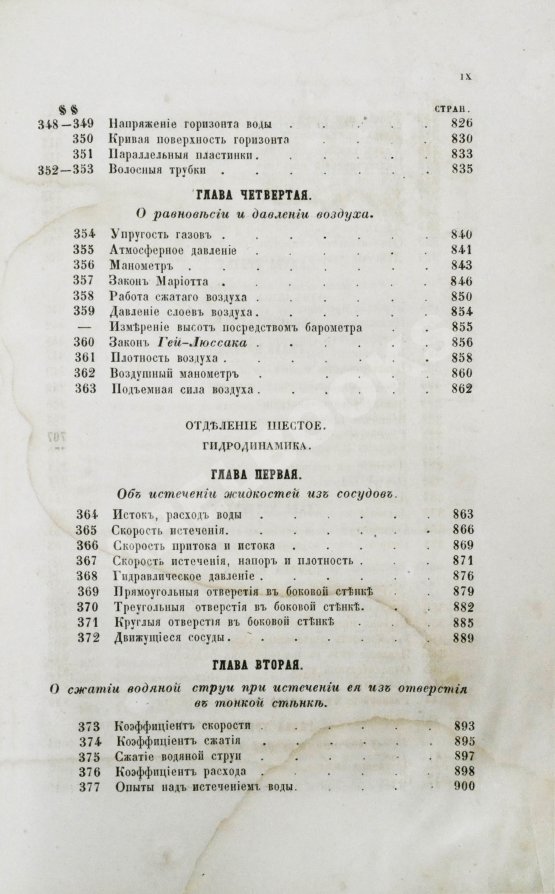 IX
§§ СТРАН.
348—349 Напряженіе горизонта воды . . . . . 826
350 Кривая поверхность горизонта . . . . . 830
351 Параллельныя пластинки . . . . . . 833
352—353 Волосныя трубки . . . . . . . 835
ГЛАВА ЧЕТВЕРТАЯ.
О равновѣсіи и давленіи воздуха.
354 Упругость газовъ . . . . . . . 840
355 Атмосферное давленіе . . . . . . 841
356 Манометръ . . . . . . . . 843
357 Законъ Маріотта . . . . . . . 846
358 Работа сжатаго воздуха . . . . . . 850
359 Давленіе слоевъ воздуха . . . . . . 854
— Измѣреніе высотъ посредствомъ барометра . . . 855
360 Законъ Гей-Люссака . . . . . . 856
361 Плотность воздуха . . . . . . . 858
362 Воздушный манометръ . . . . . . 860
363 Подъемная сила воздуха . . . . . . 862
ОТДѢЛЕНІЕ ШЕСТОЕ.
ГИДРОДИНАМИКА.
ГЛАВА ПЕРВАЯ.
Объ истеченіи жидкостей изъ сосудовъ.
364 Истокъ, расходъ воды . . . . . . 863
365 Скорость истеченія . . . . . . . 866
366 Скорость притока и истока . . . . . 869
367 Скорость истеченія, напоръ и плотность . . . 871
368 Гидравлическое давленіе . . . . . . 876
369 Прямоугольныя отверстія въ боковой стѣнкѣ . . 879
370 Треугольныя отверстія въ боковой стѣнкѣ. . . 882
371 Круглыя отверстія въ боковой стѣнкѣ . . . 885
372 Движущіеся сосуды . . . . . . . 889
ГЛАВА ВТОРАЯ.
О сжатіи водяной струи при истеченіи ея изъ отверстія
въ тонкой стѣнкѣ.
373 Коэффиціентъ скорости . . . . . . 893
374 Коэффиціентъ сжатія . . . . . . 895
375 Сжатіе водяной струи . . . . . . 897
376 Коэффиціентъ расхода . . . . . . 898
377 Опыты надъ истеченіемъ воды. . . . . 900